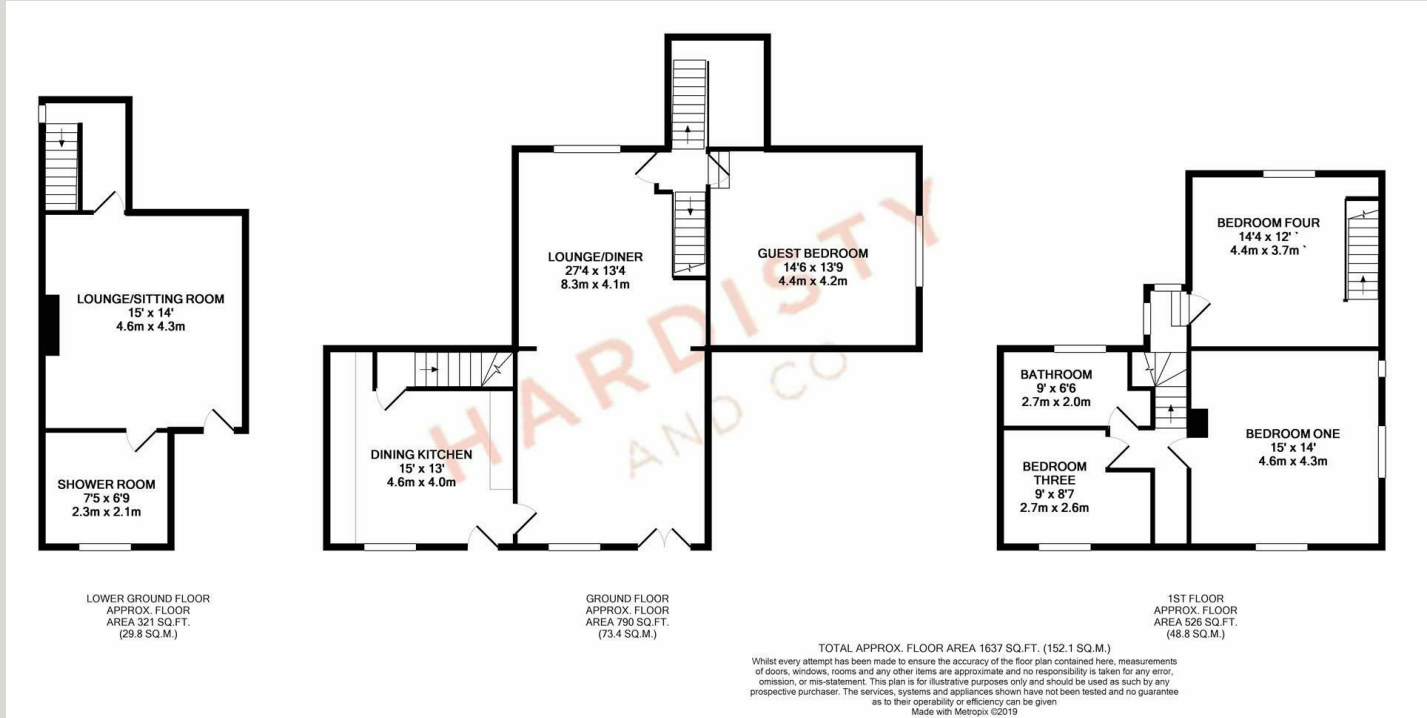 LOUNGE/SITTING ROOM
15' x 14'
4.6m x 4.3m
SHOWER ROOM
7'5 x 6'9
2.3m x 2.1m
LOWER GROUND FLOOR
APPROX. FLOOR
AREA 321 SQ.FT.
(29.8 SQ.M.)
LOUNGE/DINER
27'4 x 13'4
8.3m x 4.1m
GUEST BEDROOM
14'6 x 13'9
4.4m x 4.2m
DINING KITCHEN
15' x 13'
4.6m x 4.0m
HARDISTY
AND CO
GROUND FLOOR
APPROX. FLOOR
AREA 790 SQ.FT.
(73.4 SQ.M.)
BEDROOM FOUR
14'4 x 12' `
4.4m x 3.7m `
BATHROOM
9' x 6'6
2.7m x 2.0m
BEDROOM ONE
15' x 14'
4.6m x 4.3m
BEDROOM
THREE
9' x 8'7
2.7m x 2.6m
1ST FLOOR
APPROX. FLOOR
AREA 526 SQ.FT.
(48.8 SQ.M.)
TOTAL APPROX. FLOOR AREA 1637 SQ.FT. (152.1 SQ.M.)
Whilst every attempt has been made to ensure the accuracy of the floor plan contained here, measurements
of doors, windows, rooms and any other items are approximate and no responsibility is taken for any error,
omission, or mis-statement. This plan is for illustrative purposes only and should be used as such by any
prospective purchaser. The services, systems and appliances shown have not been tested and no guarantee
as to their operability or efficiency can be given
Made with Metropix ©2019